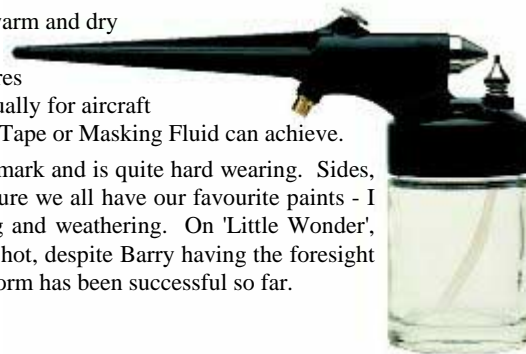 warm and dry
res
ually for aircraft
Tape or Masking Fluid can achieve.
mark and is quite hard wearing. Sides,
ure we all have our favourite paints - I
g and weathering. On 'Little Wonder',
hot, despite Barry having the foresight
orm has been successful so far.